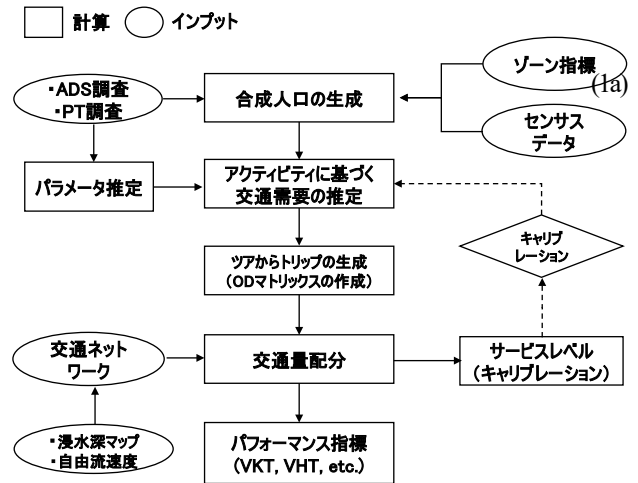 計算
インプット
・ADS調査
・PT調査
合成人口の生成
ゾーン指標
(1a)
センサス
データ
パラメータ推定
アクティビティに基づく
交通需要の推定
キャリブ
レーション
ツアからトリップの生成
(ODマトリックスの作成)
交通ネット
ワーク
交通量配分
サービスレベル
(キャリブレーション)
・浸水深マップ
・自由流速度
パフォーマンス指標
(VKT, VHT, etc.)